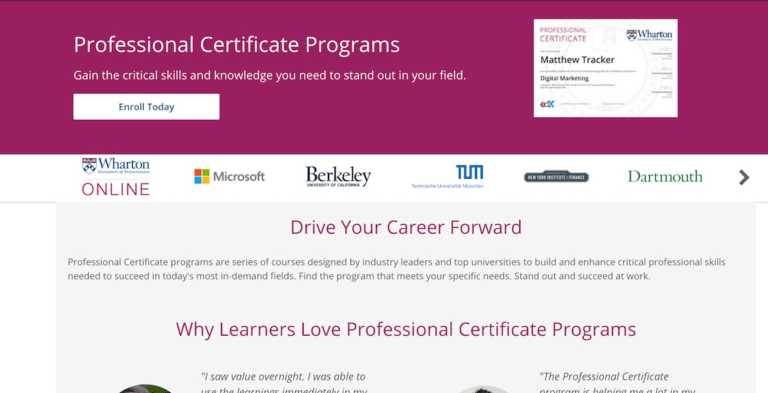 Professional Certificate Programs
Gain the critical skills and knowledge you need to stand out in your field.
Enroll Today
PROFESSIONAL
CERTIFICATE
Wharton
Matthew Tracker
Digital Marketing
edX
Wharton
UNIVERSITY OF PENNSYLVANIA
ONLINE
Microsoft
Berkeley
UNIVERSITY OF CALIFORNIA
TUM
Technische Universität München
NEW YORK INSTITUTE OF FINANCE
Dartmouth
Drive Your Career Forward
Professional Certificate programs are series of courses designed by industry leaders and top universities to build and enhance critical professional skills
needed to succeed in today's most in-demand fields. Find the program that meets your specific needs. Stand out and succeed at work.
Why Learners Love Professional Certificate Programs
"I saw value overnight. I was able to
use the learnings immediately in my
"The Professional Certificate
program is helping me a lot in my